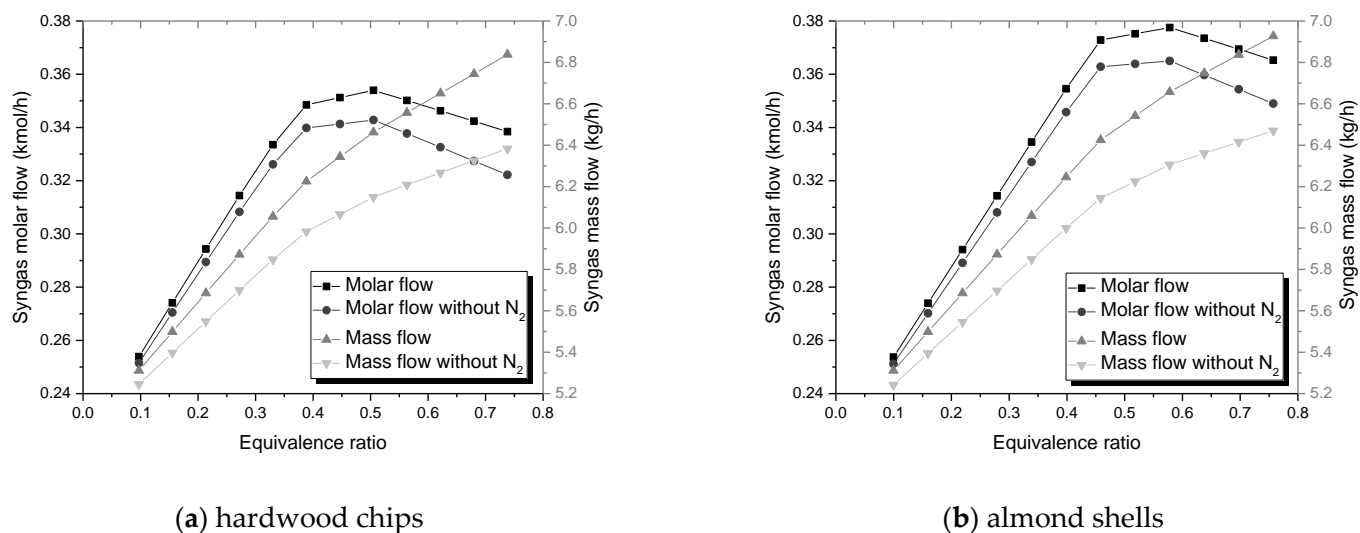 0.38
0.36
0.34
0.32
0.30
0.28
0.26
0.24
Syngas molar flow (kmol/h)
7.0
6.8
6.6
6.4
6.2
6.0
5.8
5.6
5.4
5.2
Syngas mass flow (kg/h)
Molar flow
Molar flow without N₂
Mass flow
Mass flow without N₂
0.0 0.1 0.2 0.3 0.4 0.5 0.6 0.7 0.8
Equivalence ratio
(a) hardwood chips
0.38
0.36
0.34
0.32
0.30
0.28
0.26
0.24
Syngas molar flow (kmol/h)
7.0
6.8
6.6
6.4
6.2
6.0
5.8
5.6
5.4
5.2
Syngas mass flow (kg/h)
Molar flow
Molar flow without N₂
Mass flow
Mass flow without N₂
0.0 0.1 0.2 0.3 0.4 0.5 0.6 0.7 0.8
Equivalence ratio
(b) almond shells